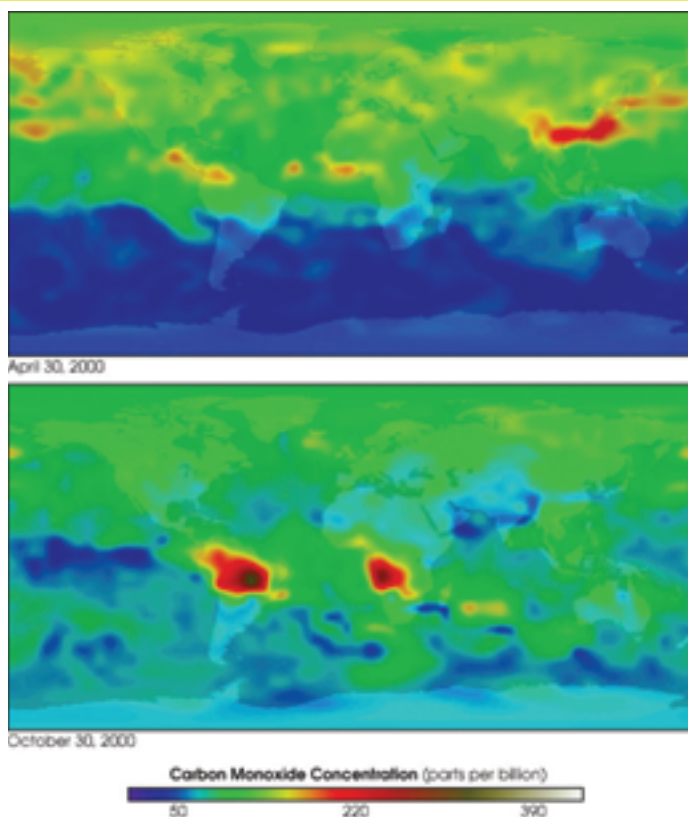 April 30, 2000
October 30, 2000
Carbon Monoxide Concentration (parts per billion)
50 220 390